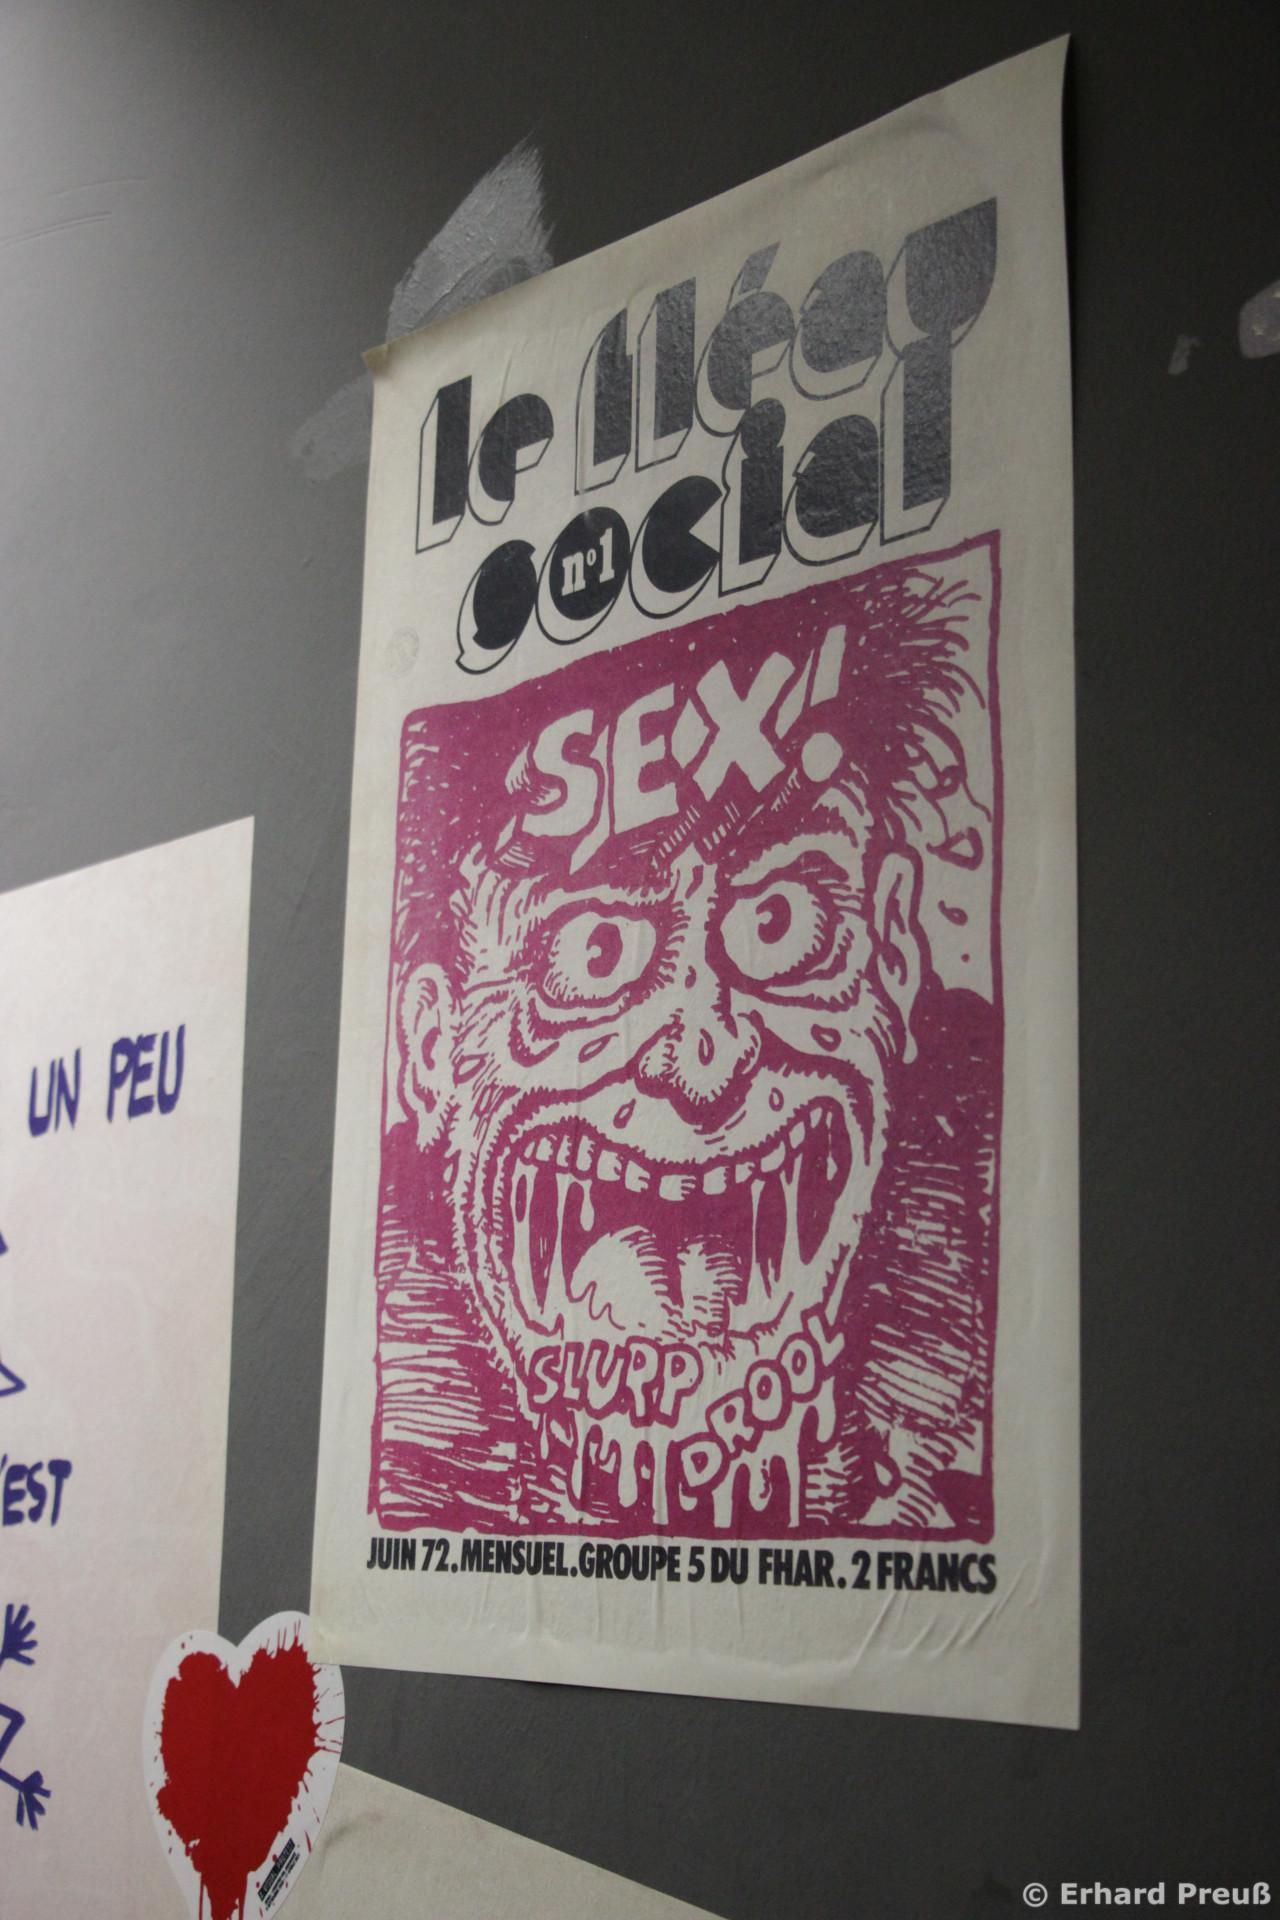 le fléau
social
n°1
SEX!
SLURP
DROOL
JUIN 72. MENSUEL. GROUPE 5 DU FHAR. 2 FRANCS
UN PEU
'EST
© Erhard Preuß